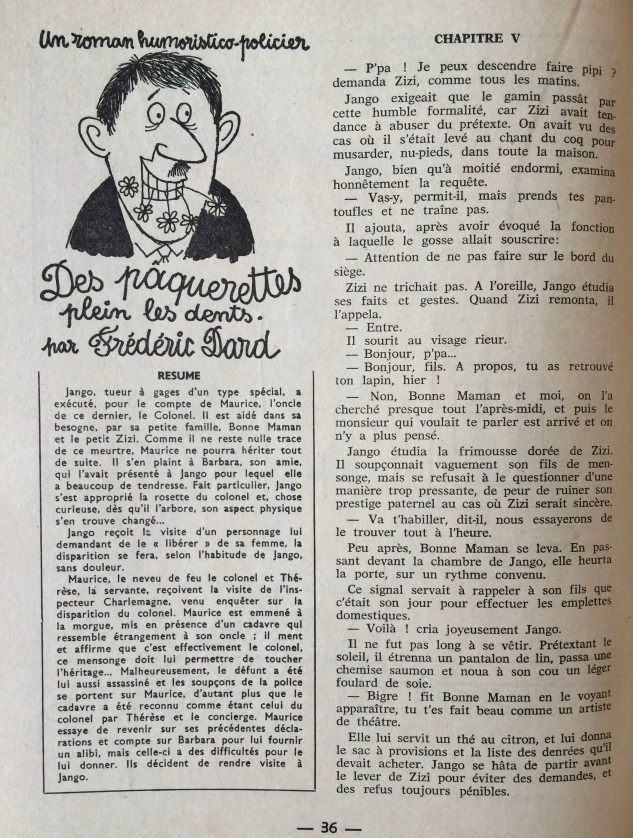 Un roman humoristico-policier
Des pâquerettes
plein les dents.
par Frédéric Dard
RESUME
Jango, tueur à gages d'un type spécial, a
exécuté, pour le compte de Maurice, l'oncle
de ce dernier, le Colonel. Il est aidé dans sa
besogne, par sa petite famille, Bonne Maman
et le petit Zizi. Comme il ne reste nulle trace
de ce meurtre, Maurice ne pourra hériter tout
de suite. Il s'en plaint à Barbara, son amie,
qui l'avait présenté à Jango pour lequel elle
a beaucoup de tendresse. Fait particulier, Jango
s'est approprié la rosette du colonel et, chose
curieuse, dès qu'il l'arbore, son aspect physique
s'en trouve changé...
Jango reçoit la visite d'un personnage lui
demandant de le « libérer » de sa femme, la
disparition se fera, selon l'habitude de Jango,
sans douleur.
Maurice, le neveu de feu le colonel et Thé-
rèse, la servante, reçoivent la visite de l'ins-
pecteur Charlemagne, venu enquêter sur la
disparition du colonel. Maurice est emmené à
la morgue, mis en présence d'un cadavre qui
ressemble étrangement à son oncle ; il ment
et affirme que c'est effectivement le colonel,
ce mensonge doit lui permettre de toucher
l'héritage... Malheureusement, le défunt a été
lui aussi assassiné et les soupçons de la police
se portent sur Maurice, d'autant plus que le
cadavre a été reconnu comme étant celui du
colonel par Thérèse et le concierge. Maurice
essaye de revenir sur ses précédentes décla-
rations et compte sur Barbara pour lui fournir
un alibi, mais celle-ci a des difficultés pour le
lui donner. Ils décident de rendre visite à
Jango.
CHAPITRE V
— P'pa ! Je peux descendre faire pipi ?
demanda Zizi, comme tous les matins.
Jango exigeait que le gamin passât par
cette humble formalité, car Zizi avait ten-
dance à abuser du prétexte. On avait vu des
cas où il s'était levé au chant du coq pour
musarder, nu-pieds, dans toute la maison.
Jango, bien qu'à moitié endormi, examina
honnêtement la requête.
— Vas-y, permit-il, mais prends tes pan-
toufles et ne traîne pas.
Il ajouta, après avoir évoqué la fonction
à laquelle le gosse allait souscrire:
— Attention de ne pas faire sur le bord du
siège.
Zizi ne trichait pas. A l'oreille, Jango étudia
ses faits et gestes. Quand Zizi remonta, il
l'appela.
— Entre.
Il sourit au visage rieur.
— Bonjour, p'pa...
— Bonjour, fils. A propos, tu as retrouvé
ton lapin, hier !
— Non, Bonne Maman et moi, on l'a
cherché presque tout l'après-midi, et puis le
monsieur qui voulait te parler est arrivé et on
n'y a plus pensé.
Jango étudia la frimousse dorée de Zizi.
Il soupçonnait vaguement son fils de men-
songe, mais se refusait à le questionner d'une
manière trop pressante, de peur de ruiner son
prestige paternel au cas où Zizi serait sincère.
— Va t'habiller, dit-il, nous essayerons de
le trouver tout à l'heure.
Peu après, Bonne Maman se leva. En pas-
sant devant la chambre de Jango, elle heurta
la porte, sur un rythme convenu.
Ce signal servait à rappeler à son fils que
c'était son jour pour effectuer les emplettes
domestiques.
— Voilà ! cria joyeusement Jango.
Il ne fut pas long à se vêtir. Prétextant le
soleil, il étrenna un pantalon de lin, passa une
chemise saumon et noua à son cou un léger
foulard de soie.
— Bigre ! fit Bonne Maman en le voyant
apparaître, tu t'es fait beau comme un artiste
de théâtre.
Elle lui servit un thé au citron, et lui donna
le sac à provisions et la liste des denrées qu'il
devait acheter. Jango se hâta de partir avant
le lever de Zizi pour éviter des demandes, et
des refus toujours pénibles.
— 36 —